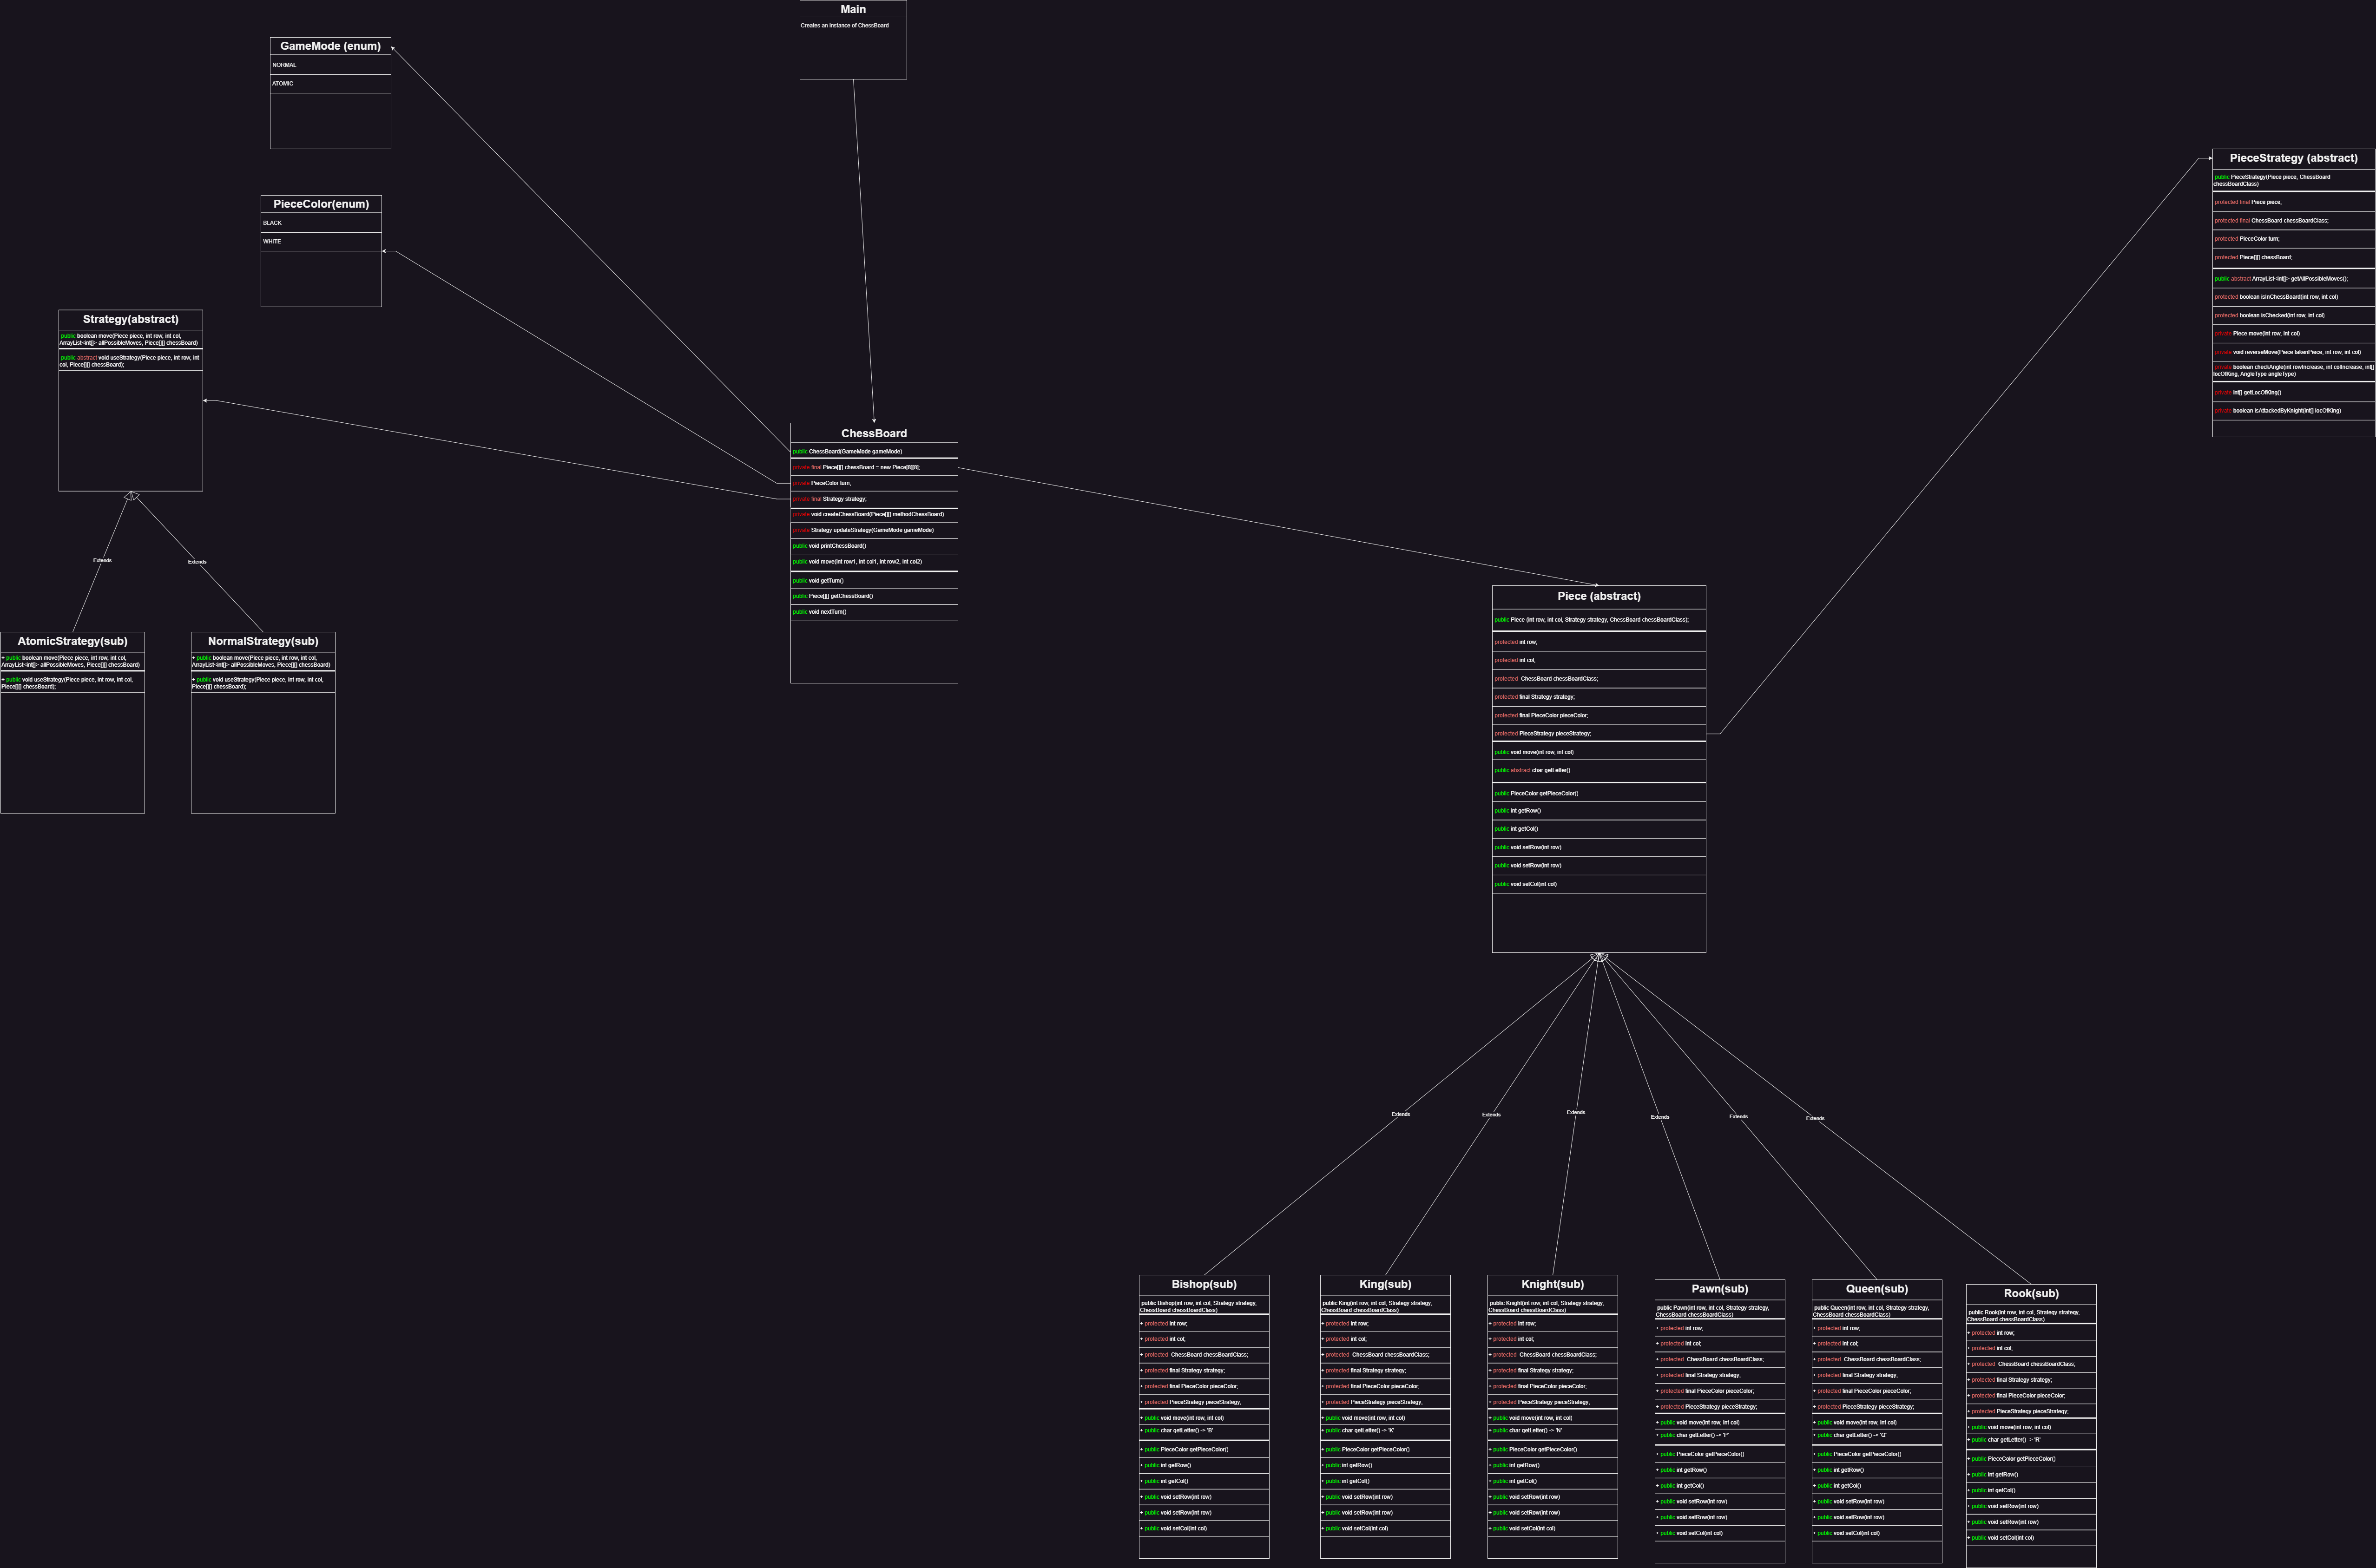 Main
Creates an instance of ChessBoard
GameMode (enum)
NORMAL
ATOMIC
PieceColor(enum)
BLACK
WHITE
Strategy(abstract)
public boolean move(Piece piece, int row, int col,
ArrayList<int[]> allPossibleMoves, Piece[][] chessBoard)
public abstract void useStrategy(Piece piece, int row, int
col, Piece[][] chessBoard);
Extends
Extends
AtomicStrategy(sub)
+ public boolean move(Piece piece, int row, int col,
ArrayList<int[]> allPossibleMoves, Piece[][] chessBoard)
+ public void useStrategy(Piece piece, int row, int col,
Piece[][] chessBoard);
NormalStrategy(sub)
+ public boolean move(Piece piece, int row, int col,
ArrayList<int[]> allPossibleMoves, Piece[][] chessBoard)
+ public void useStrategy(Piece piece, int row, int col,
Piece[][] chessBoard);
ChessBoard
public ChessBoard(GameMode gameMode)
private final Piece[][] chessBoard = new Piece[8][8];
private PieceColor turn;
private final Strategy strategy;
private void createChessBoard(Piece[][] methodChessBoard)
private Strategy updateStrategy(GameMode gameMode)
public void printChessBoard()
public void move(int row1, int col1, int row2, int col2)
public void getTurn()
public Piece[][] getChessBoard()
public void nextTurn()
PieceStrategy (abstract)
public PieceStrategy(Piece piece, ChessBoard
chessBoardClass)
protected final Piece piece;
protected final ChessBoard chessBoardClass;
protected PieceColor turn;
protected Piece[][] chessBoard;
public abstract ArrayList<int[]> getAllPossibleMoves();
protected boolean isInChessBoard(int row, int col)
protected boolean isChecked(int row, int col)
private Piece move(int row, int col)
private void reverseMove(Piece takenPiece, int row, int col)
private boolean checkAngle(int rowIncrease, int colIncrease, int[]
locOfKing, AngleType angleType)
private int[] getLocOfKing()
private boolean isAttackedByKnight(int[] locOfKing)
Piece (abstract)
public Piece (int row, int col, Strategy strategy, ChessBoard chessBoardClass);
protected int row;
protected int col;
protected ChessBoard chessBoardClass;
protected final Strategy strategy;
protected final PieceColor pieceColor;
protected PieceStrategy pieceStrategy;
public void move(int row, int col)
public abstract char getLetter()
public PieceColor getPieceColor()
public int getRow()
public int getCol()
public void setRow(int row)
public void setRow(int row)
public void setCol(int col)
Extends
Extends
Extends
Extends
Extends
Extends
Bishop(sub)
public Bishop(int row, int col, Strategy strategy,
ChessBoard chessBoardClass)
+ protected int row;
+ protected int col;
+ protected ChessBoard chessBoardClass;
+ protected final Strategy strategy;
+ protected final PieceColor pieceColor;
+ protected PieceStrategy pieceStrategy;
+ public void move(int row, int col)
+ public char getLetter() -> 'B'
+ public PieceColor getPieceColor()
+ public int getRow()
+ public int getCol()
+ public void setRow(int row)
+ public void setRow(int row)
+ public void setCol(int col)
King(sub)
public King(int row, int col, Strategy strategy,
ChessBoard chessBoardClass)
+ protected int row;
+ protected int col;
+ protected ChessBoard chessBoardClass;
+ protected final Strategy strategy;
+ protected final PieceColor pieceColor;
+ protected PieceStrategy pieceStrategy;
+ public void move(int row, int col)
+ public char getLetter() -> 'K'
+ public PieceColor getPieceColor()
+ public int getRow()
+ public int getCol()
+ public void setRow(int row)
+ public void setRow(int row)
+ public void setCol(int col)
Knight(sub)
public Knight(int row, int col, Strategy strategy,
ChessBoard chessBoardClass)
+ protected int row;
+ protected int col;
+ protected ChessBoard chessBoardClass;
+ protected final Strategy strategy;
+ protected final PieceColor pieceColor;
+ protected PieceStrategy pieceStrategy;
+ public void move(int row, int col)
+ public char getLetter() -> 'N'
+ public PieceColor getPieceColor()
+ public int getRow()
+ public int getCol()
+ public void setRow(int row)
+ public void setRow(int row)
+ public void setCol(int col)
Pawn(sub)
public Pawn(int row, int col, Strategy strategy,
ChessBoard chessBoardClass)
+ protected int row;
+ protected int col;
+ protected ChessBoard chessBoardClass;
+ protected final Strategy strategy;
+ protected final PieceColor pieceColor;
+ protected PieceStrategy pieceStrategy;
+ public void move(int row, int col)
+ public char getLetter() -> 'P'
+ public PieceColor getPieceColor()
+ public int getRow()
+ public int getCol()
+ public void setRow(int row)
+ public void setRow(int row)
+ public void setCol(int col)
Queen(sub)
public Queen(int row, int col, Strategy strategy,
ChessBoard chessBoardClass)
+ protected int row;
+ protected int col;
+ protected ChessBoard chessBoardClass;
+ protected final Strategy strategy;
+ protected final PieceColor pieceColor;
+ protected PieceStrategy pieceStrategy;
+ public void move(int row, int col)
+ public char getLetter() -> 'Q'
+ public PieceColor getPieceColor()
+ public int getRow()
+ public int getCol()
+ public void setRow(int row)
+ public void setRow(int row)
+ public void setCol(int col)
Rook(sub)
public Rook(int row, int col, Strategy strategy,
ChessBoard chessBoardClass)
+ protected int row;
+ protected int col;
+ protected ChessBoard chessBoardClass;
+ protected final Strategy strategy;
+ protected final PieceColor pieceColor;
+ protected PieceStrategy pieceStrategy;
+ public void move(int row, int col)
+ public char getLetter() -> 'R'
+ public PieceColor getPieceColor()
+ public int getRow()
+ public int getCol()
+ public void setRow(int row)
+ public void setRow(int row)
+ public void setCol(int col)